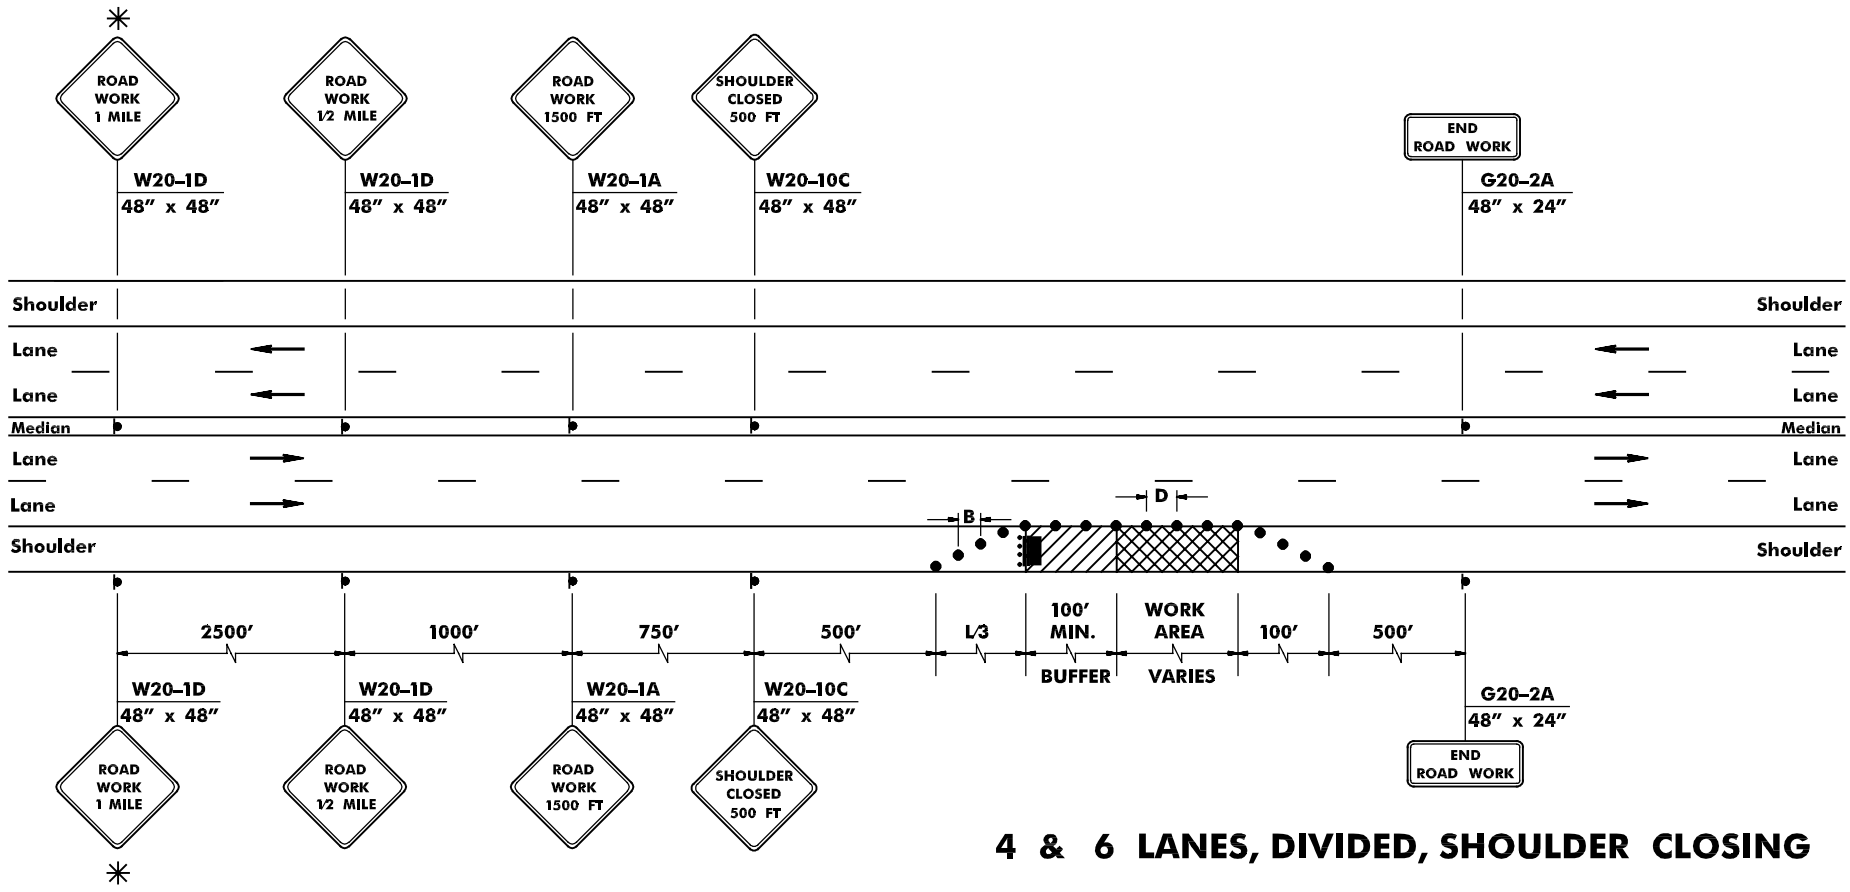 ROAD
WORK
1 MILE
ROAD
WORK
1/2 MILE
ROAD
WORK
1500 FT
SHOULDER
CLOSED
500 FT
END
ROAD WORK
W20–1D
48” x 48”
W20–1D
48” x 48”
W20–1A
48” x 48”
W20–10C
48” x 48”
G20–2A
48” x 24”
Shoulder
Shoulder
Lane
Lane
Lane
Lane
Median
Median
Lane
Lane
Lane
Lane
D
B
Shoulder
Shoulder
2500’
1000’
750’
500’
L/3
100’
MIN.
BUFFER
WORK
AREA
VARIES
100’
500’
W20–1D
48” x 48”
W20–1D
48” x 48”
W20–1A
48” x 48”
W20–10C
48” x 48”
G20–2A
48” x 24”
ROAD
WORK
1 MILE
ROAD
WORK
1/2 MILE
ROAD
WORK
1500 FT
SHOULDER
CLOSED
500 FT
END
ROAD WORK
4 & 6 LANES, DIVIDED, SHOULDER CLOSING